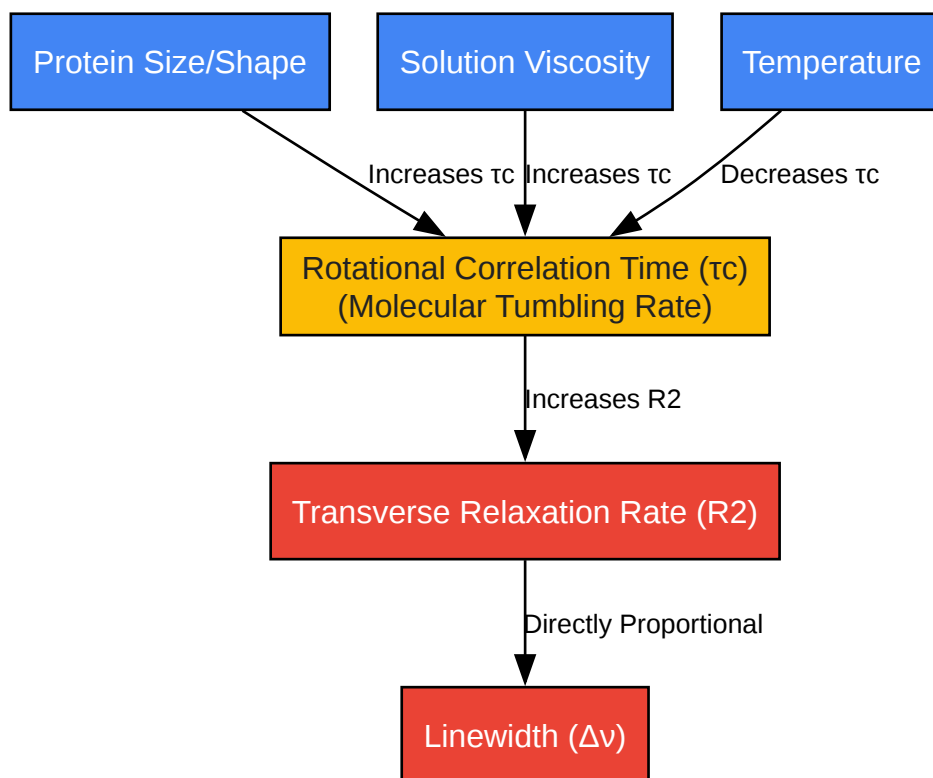 Protein Size/Shape
Solution Viscosity
Temperature
Increases τc
Increases τc
Decreases τc
Rotational Correlation Time (τc)
(Molecular Tumbling Rate)
Increases R2
Transverse Relaxation Rate (R2)
Directly Proportional
Linewidth (Δν)